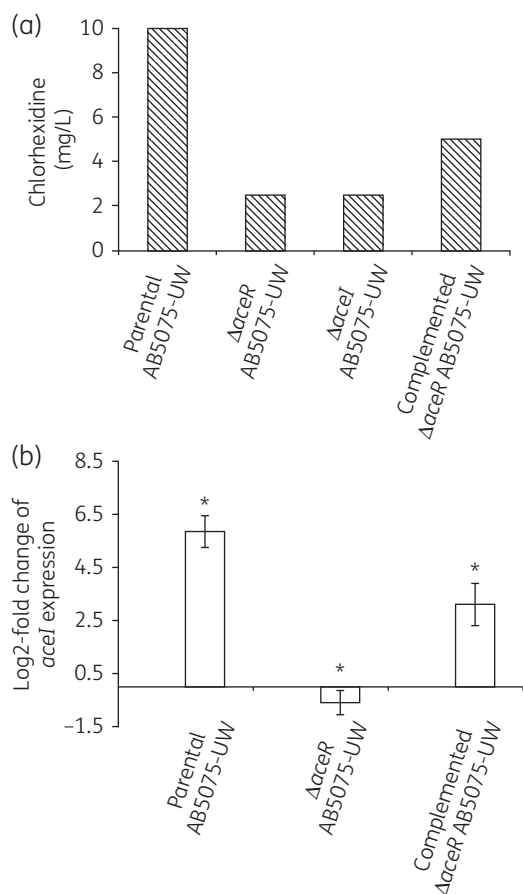 (a)
Chlorhexidine
(mg/L)
10
8
6
4
2
0
Parental
AB5075-UW
ΔaceR
AB5075-UW
ΔaceI
AB5075-UW
Complemented
ΔaceR AB5075-UW
(b)
Log2-fold change of
aceI expression
8.5
6.5
4.5
2.5
0.5
−1.5
*
*
*
Parental
AB5075-UW
ΔaceR
AB5075-UW
Complemented
ΔaceR AB5075-UW